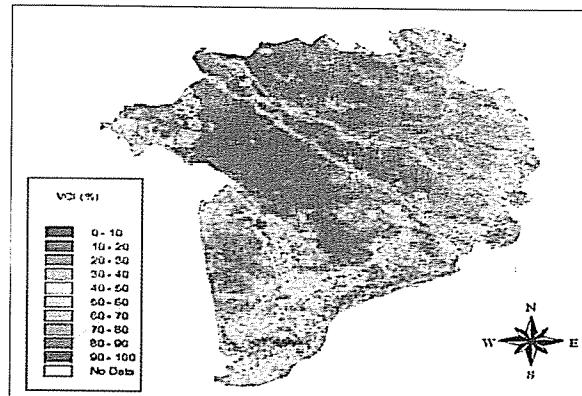 VCI (%)
0 - 10
10 - 20
20 - 30
30 - 40
40 - 50
50 - 60
60 - 70
70 - 80
80 - 90
90 - 100
No Data
N
W E
S